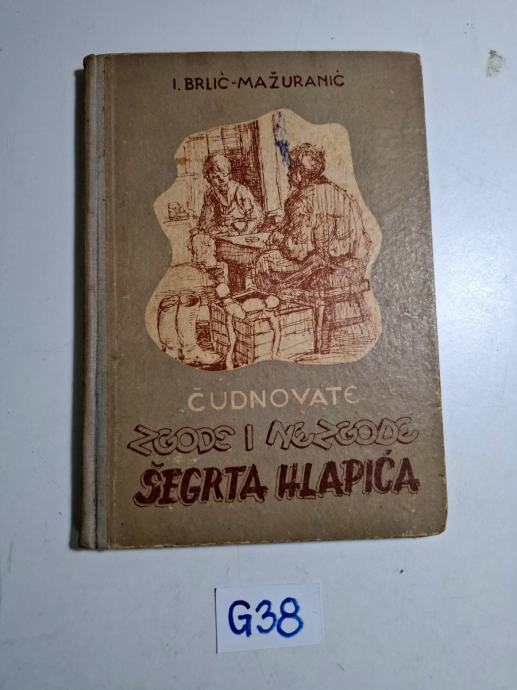 I. BRLIĆ-MAŽURANIĆ
ČUDNOVATE
ZGODE I NEZGODE
ŠEGRTA HLAPIĆA
G38